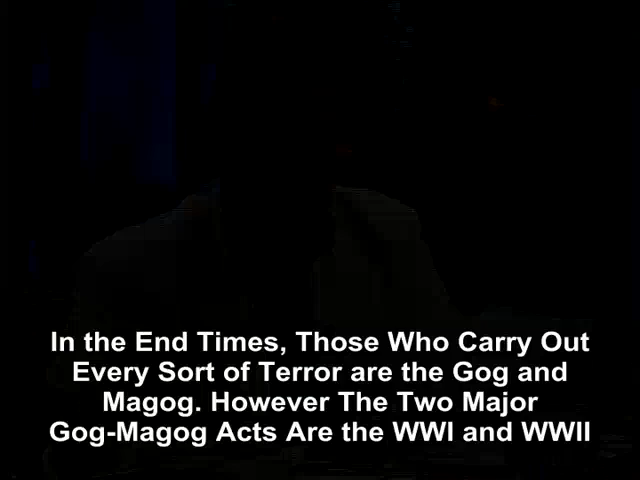 In the End Times, Those Who Carry Out
Every Sort of Terror are the Gog and
Magog. However The Two Major
Gog-Magog Acts Are the WWI and WWII